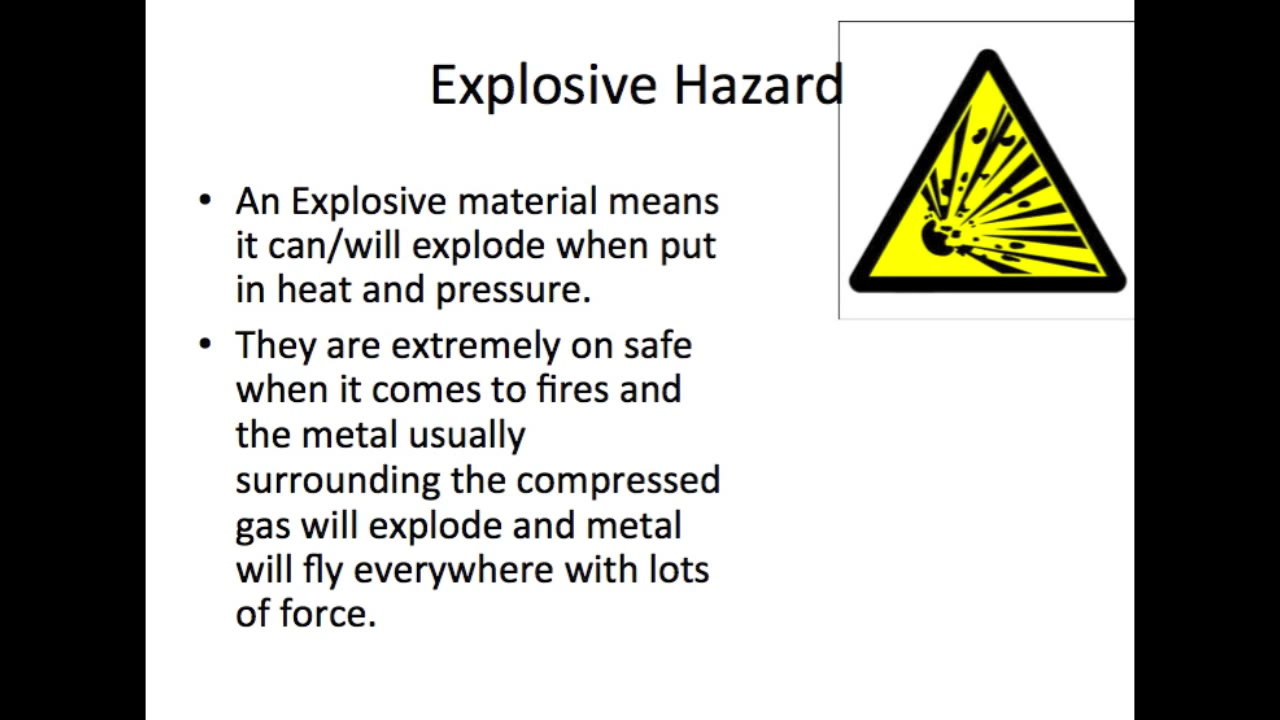 Explosive Hazard
• An Explosive material means
it can/will explode when put
in heat and pressure.
• They are extremely on safe
when it comes to fires and
the metal usually
surrounding the compressed
gas will explode and metal
will fly everywhere with lots
of force.